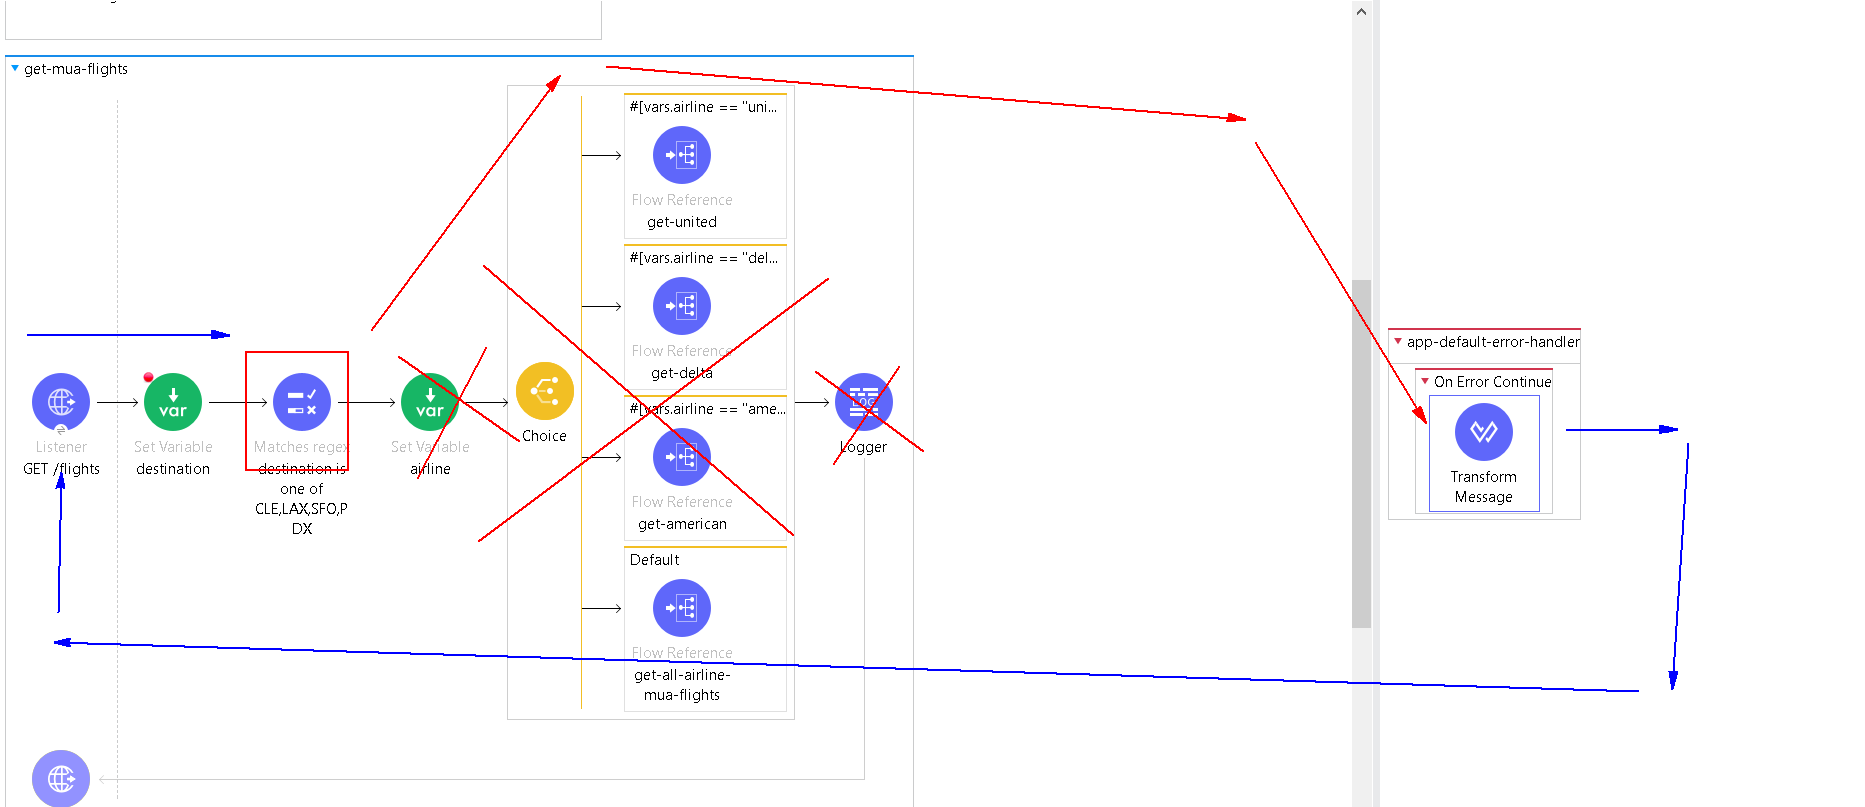 get-mua-flights
#[vars.airline == "uni...
Flow Reference
get-united
#[vars.airline == "del...
Flow Reference
get-delta
#[vars.airline == "ame...
Flow Reference
get-american
Default
Flow Reference
get-all-airline-
mua-flights
Listener
GET /flights
var
Set Variable
destination
Matches regex
destination is
one of
CLE,LAX,SFO,P
DX
var
Set Variable
airline
Choice
LOG
Logger
app-default-error-handler
On Error Continue
Transform
Message